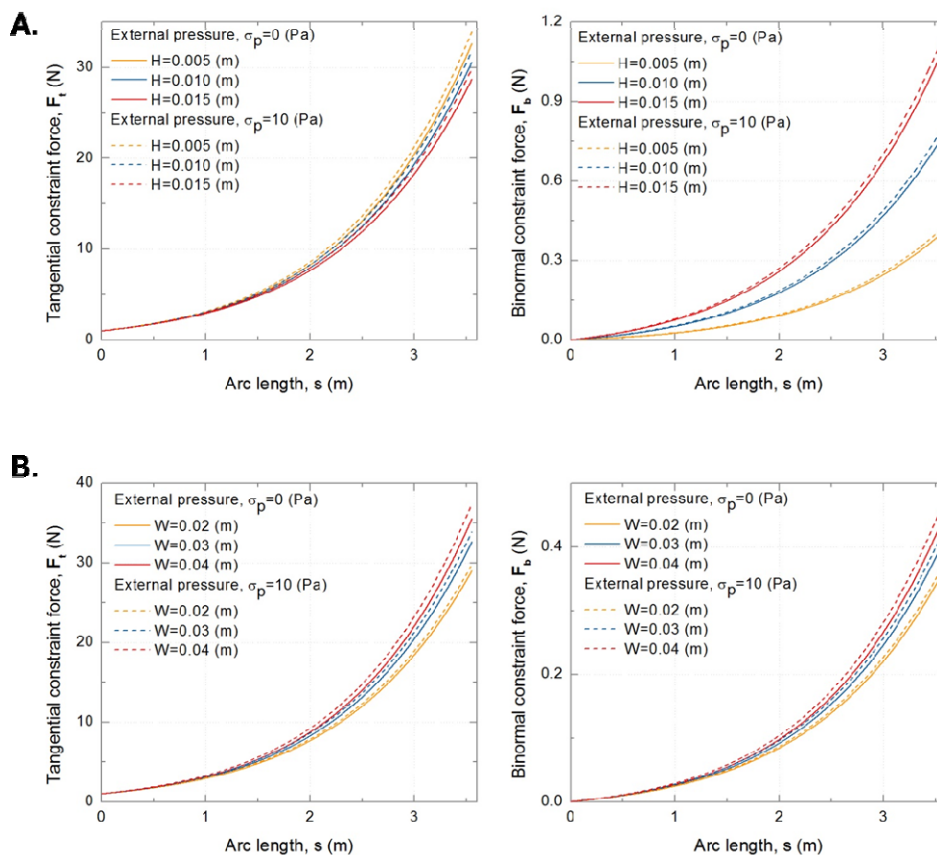 A.
External pressure, σp=0 (Pa)
H=0.005 (m)
H=0.010 (m)
H=0.015 (m)
External pressure, σp=10 (Pa)
H=0.005 (m)
H=0.010 (m)
H=0.015 (m)
Tangential constraint force, Ft (N)
30
20
10
0
0 1 2 3
Arc length, s (m)
External pressure, σp=0 (Pa)
H=0.005 (m)
H=0.010 (m)
H=0.015 (m)
External pressure, σp=10 (Pa)
H=0.005 (m)
H=0.010 (m)
H=0.015 (m)
Binormal constraint force, Fb (N)
1.2
0.9
0.6
0.3
0.0
0 1 2 3
Arc length, s (m)
B.
External pressure, σp=0 (Pa)
W=0.02 (m)
W=0.03 (m)
W=0.04 (m)
External pressure, σp=10 (Pa)
W=0.02 (m)
W=0.03 (m)
W=0.04 (m)
Tangential constraint force, Ft (N)
40
30
20
10
0
0 1 2 3
Arc length, s (m)
External pressure, σp=0 (Pa)
W=0.02 (m)
W=0.03 (m)
W=0.04 (m)
External pressure, σp=10 (Pa)
W=0.02 (m)
W=0.03 (m)
W=0.04 (m)
Binormal constraint force, Fb (N)
0.4
0.2
0.0
0 1 2 3
Arc length, s (m)